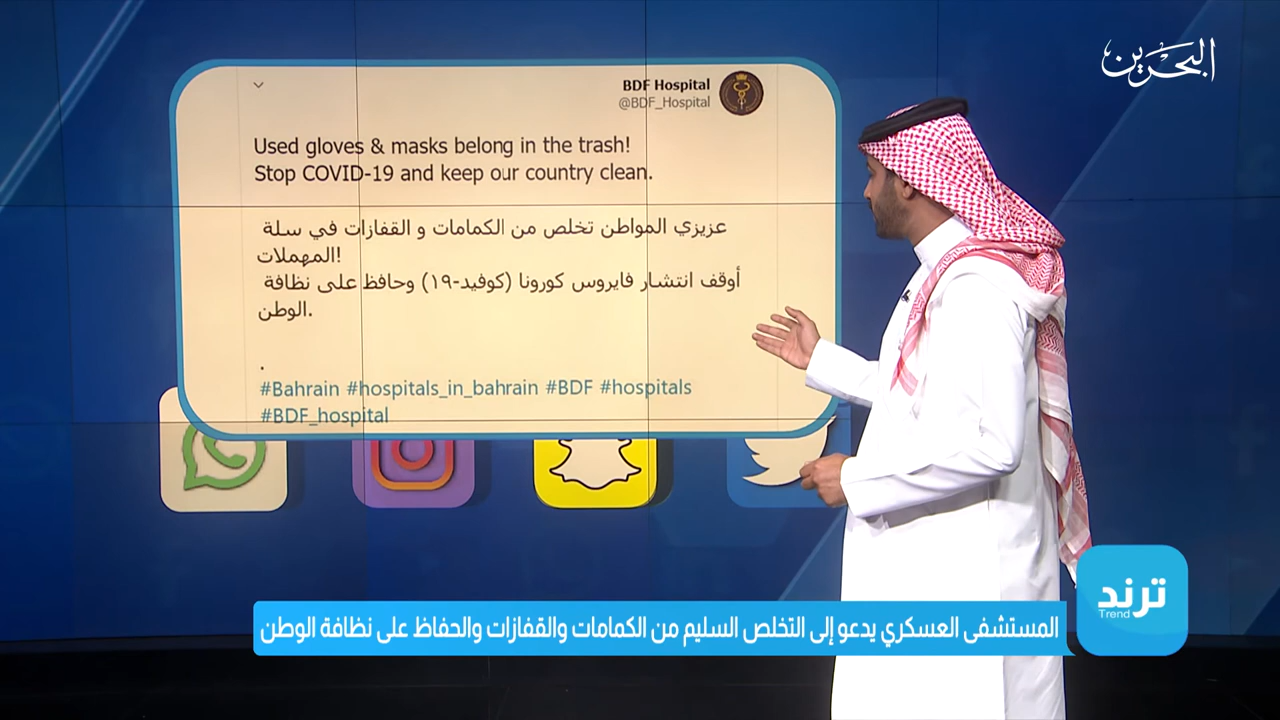 البحرين
BDF Hospital
@BDF_Hospital
Used gloves & masks belong in the trash!
Stop COVID-19 and keep our country clean.
عزيزي المواطن تخلص من الكمامات و القفازات في سلة
المهملات!
أوقف انتشار فايروس كورونا (كوفيد-١٩) وحافظ على نظافة
الوطن.
.
#Bahrain #hospitals_in_bahrain #BDF #hospitals
#BDF_hospital
ترند
Trend
المستشفى العسكري يدعو إلى التخلص السليم من الكمامات والقفازات والحفاظ على نظافة الوطن